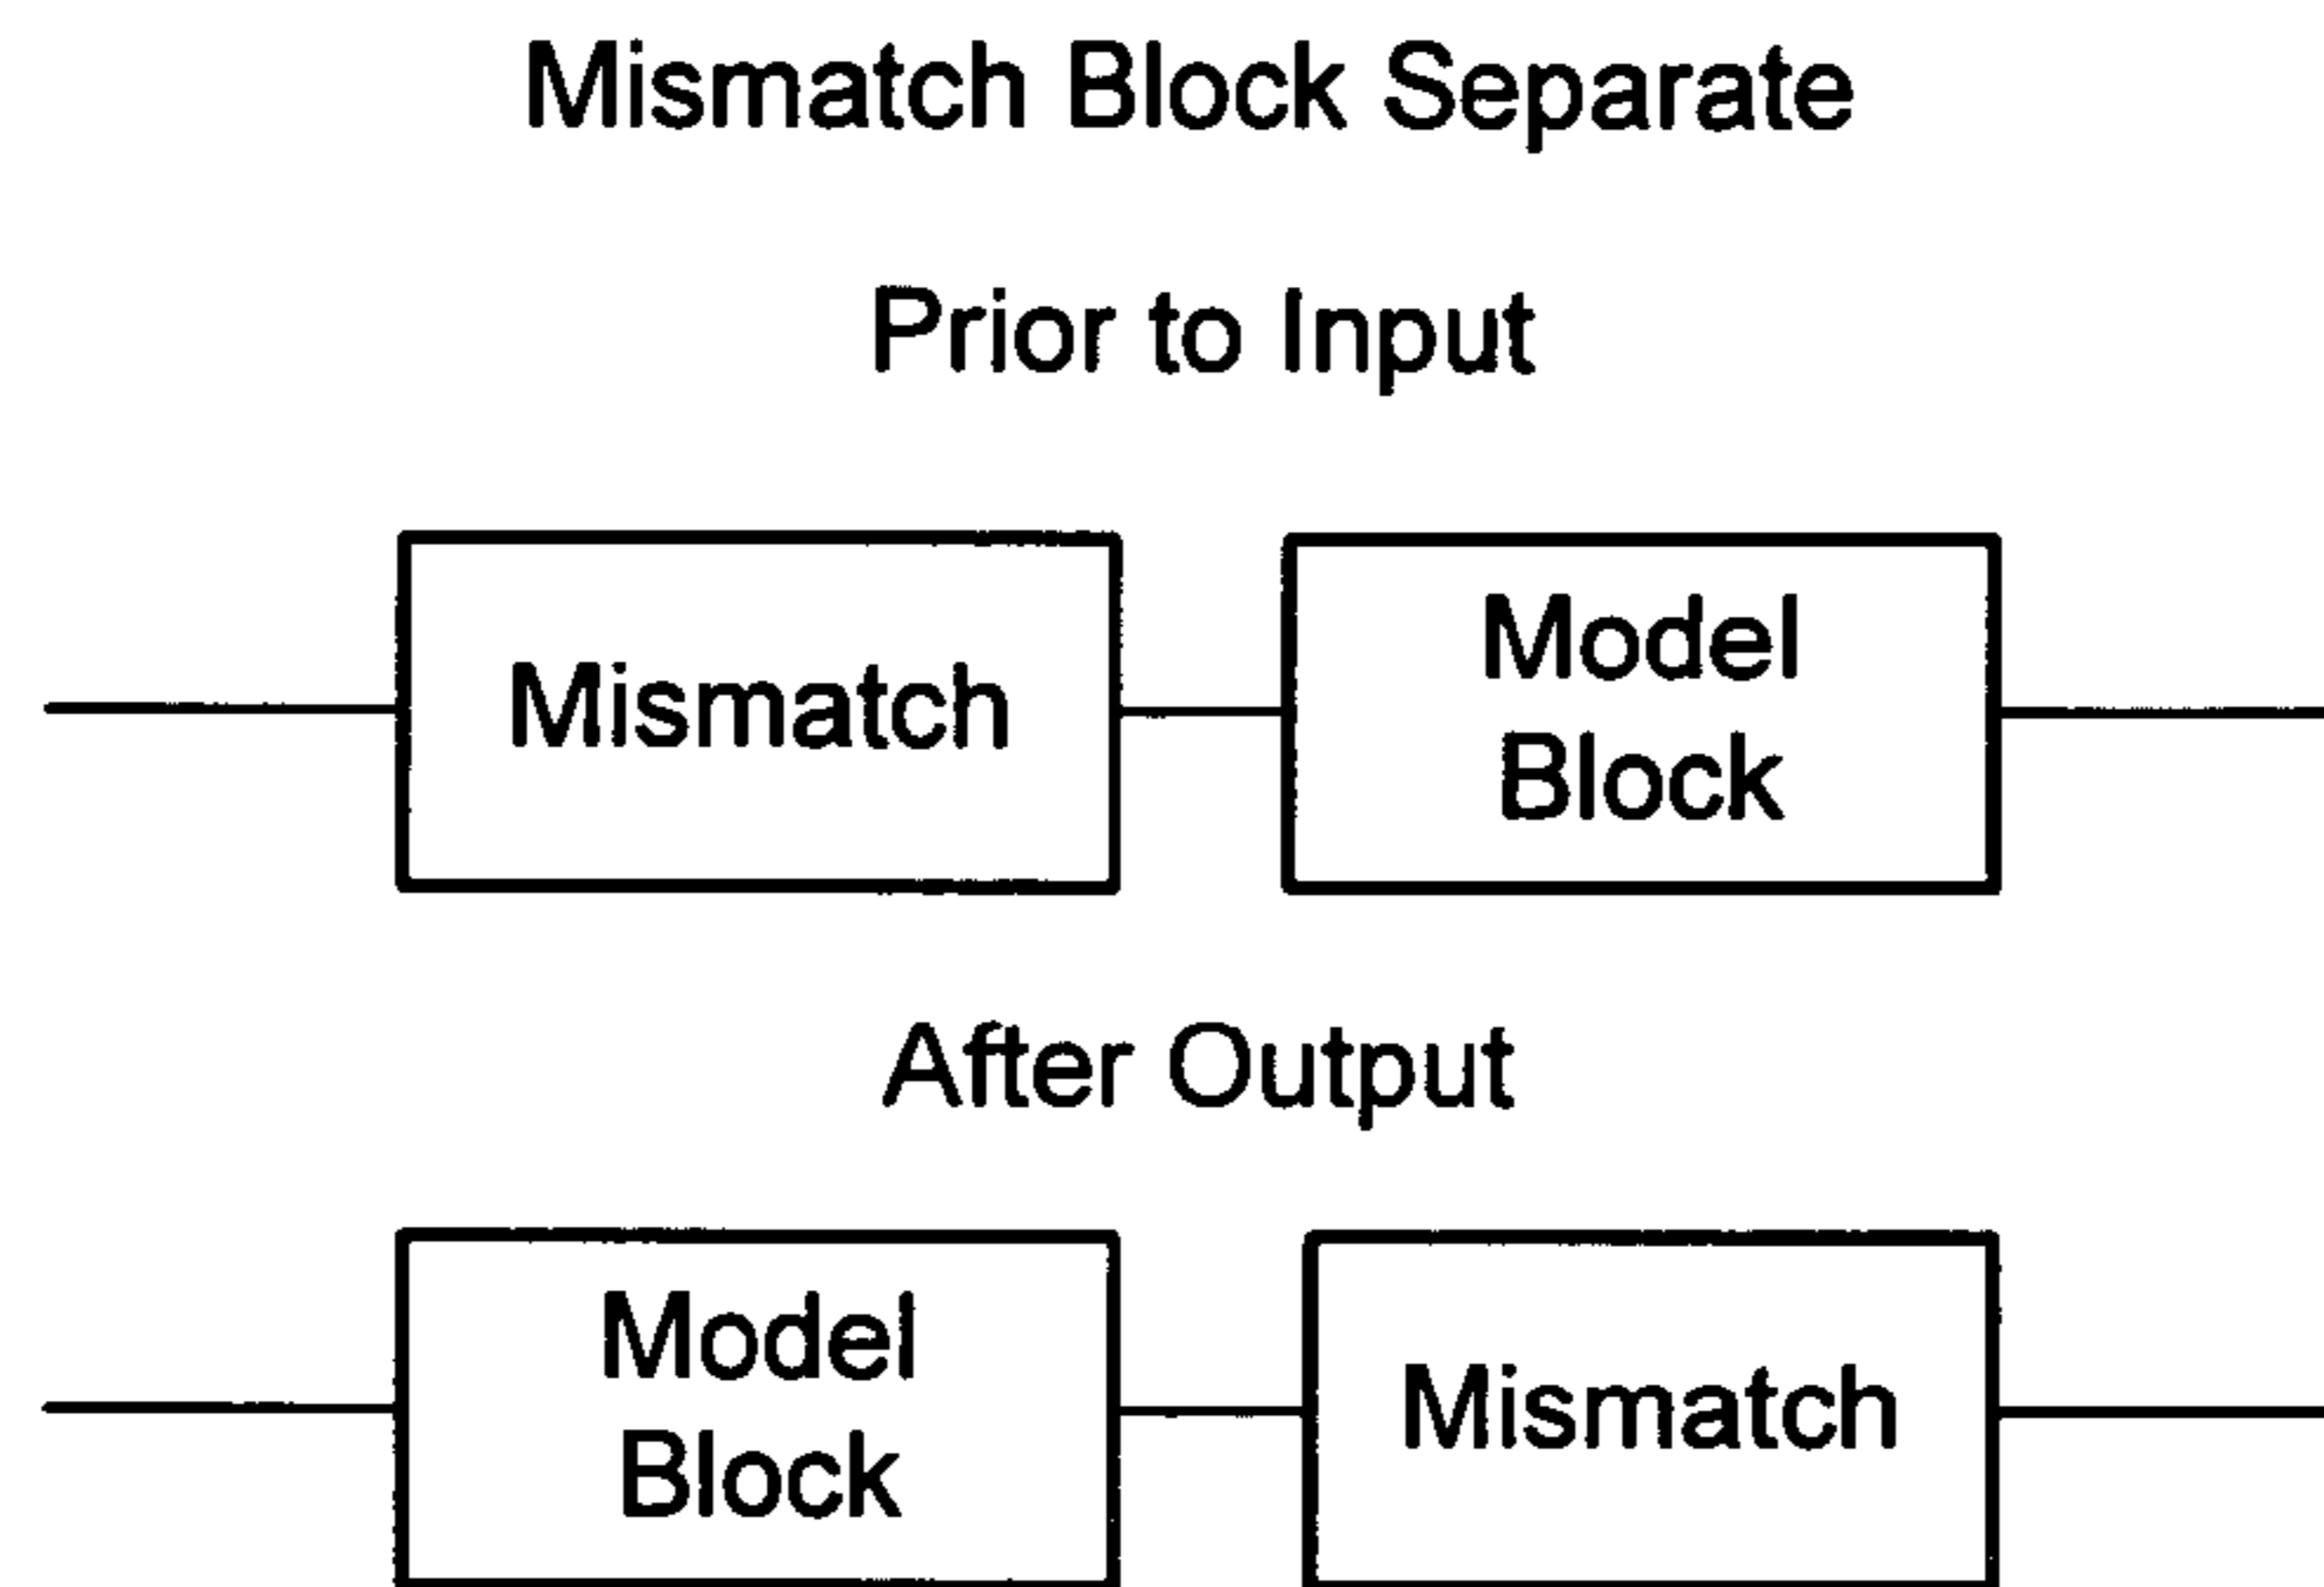 Mismatch Block Separate
Prior to Input
Mismatch
Model
Block
After Output
Model
Block
Mismatch